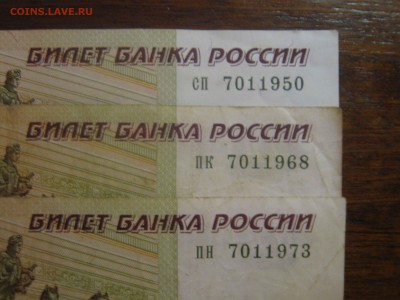 COINS.LAVE.RU
БИЛЕТ БАНКА РОССИИ
СП 7011950
БИЛЕТ БАНКА РОССИИ
ПК 7011968
БИЛЕТ БАНКА РОССИИ
ПН 7011973